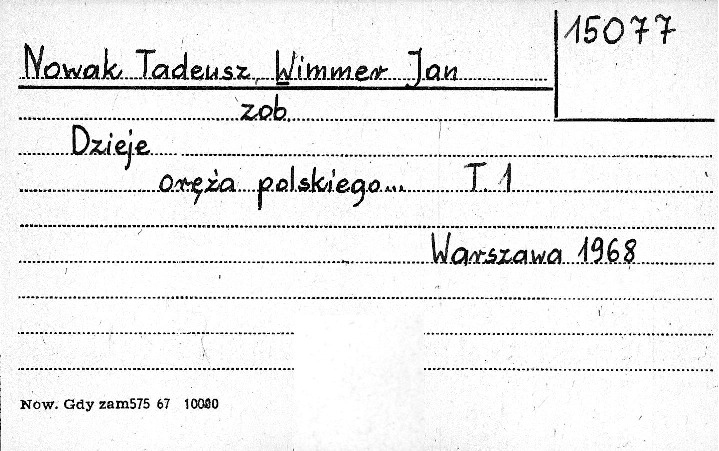 15077
Nowak Tadeusz, Wimmer Jan
zob
Dzieje
oręża polskiego... T. 1
Warszawa 1968
Now. Gdy zam575 67 10000